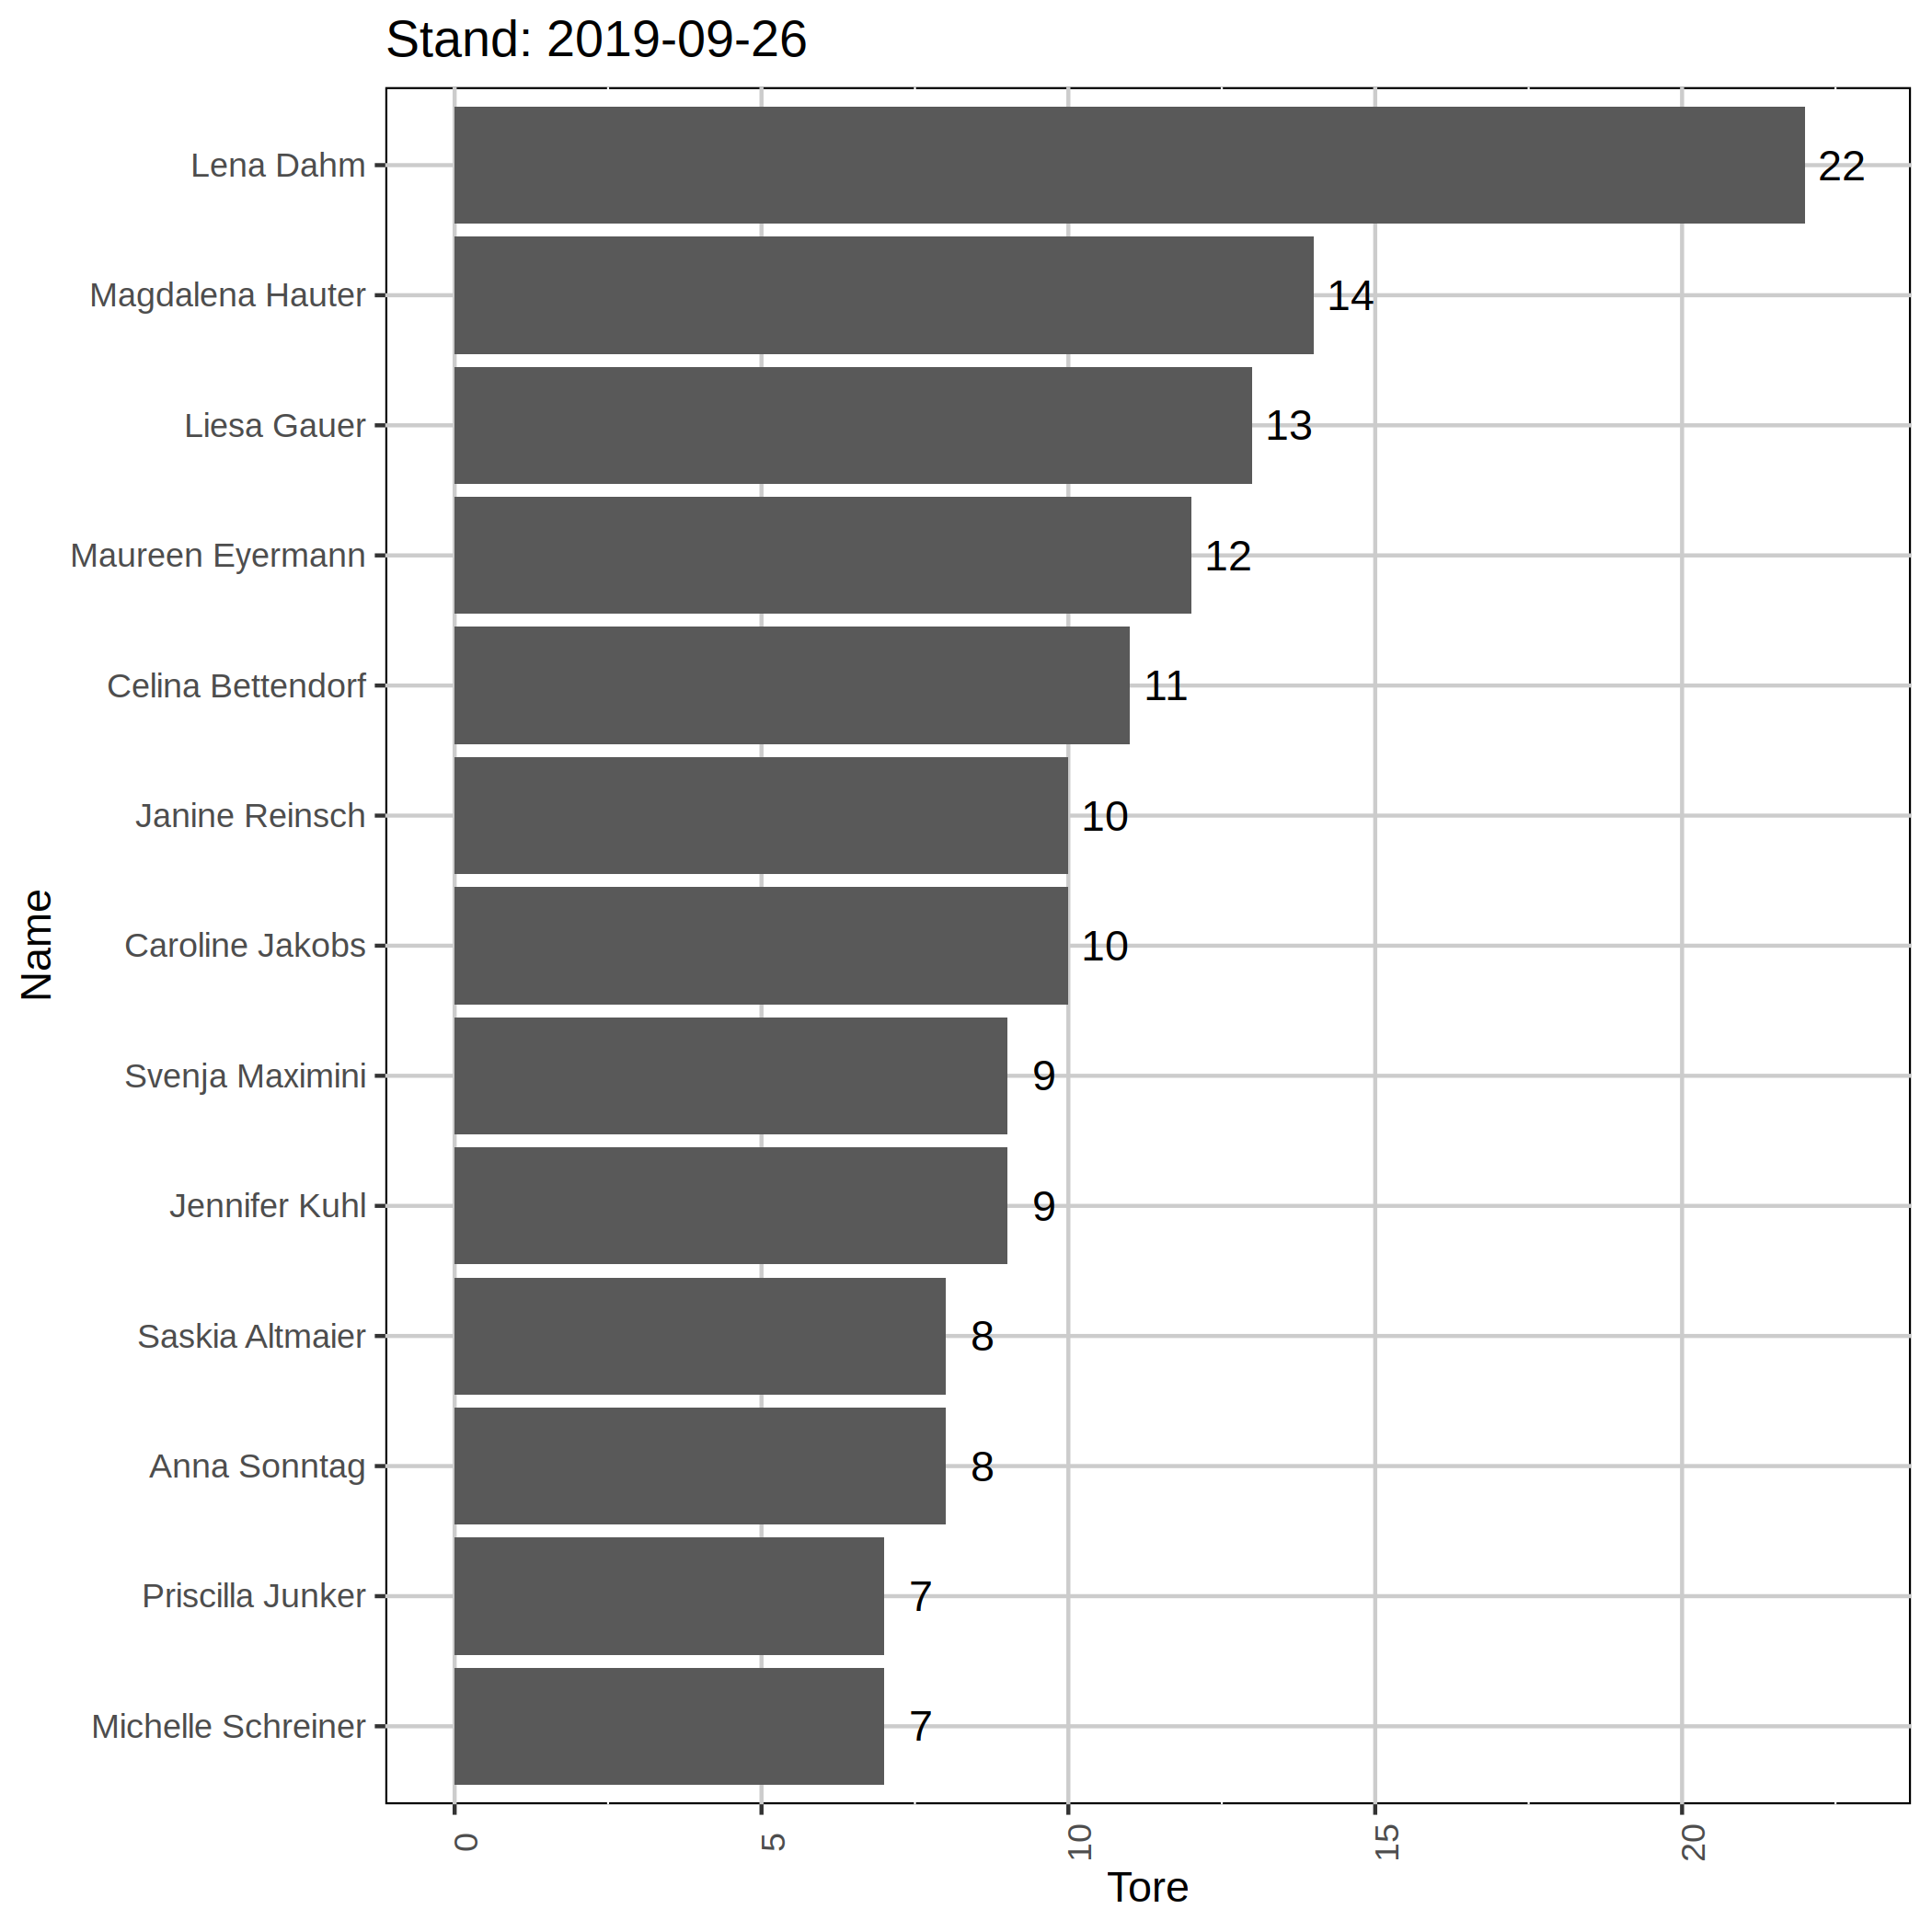 Stand: 2019-09-26
Lena Dahm 22
Magdalena Hauter 14
Liesa Gauer 13
Maureen Eyermann 12
Celina Bettendorf 11
Janine Reinsch 10
Caroline Jakobs 10
Svenja Maximini 9
Jennifer Kuhl 9
Saskia Altmaier 8
Anna Sonntag 8
Priscilla Junker 7
Michelle Schreiner 7
Name
0 5 10 15 20
Tore